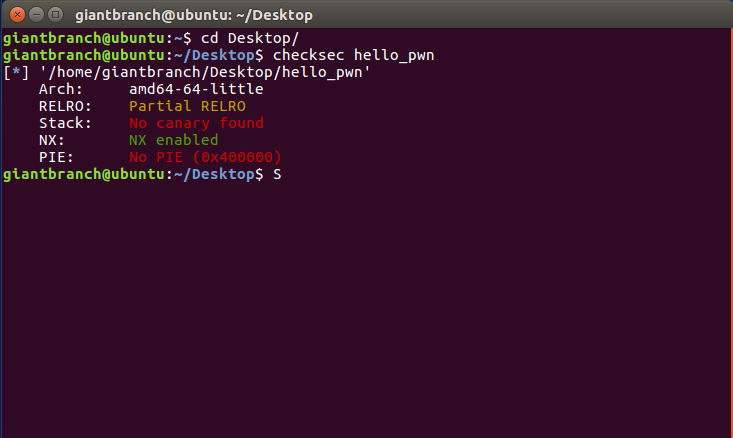 giantbranch@ubuntu: ~/Desktop
giantbranch@ubuntu:~$ cd Desktop/
giantbranch@ubuntu:~/Desktop$ checksec hello_pwn
[*] '/home/giantbranch/Desktop/hello_pwn'
    Arch:     amd64-64-little
    RELRO:    Partial RELRO
    Stack:    No canary found
    NX:       NX enabled
    PIE:      No PIE (0x400000)
giantbranch@ubuntu:~/Desktop$ S